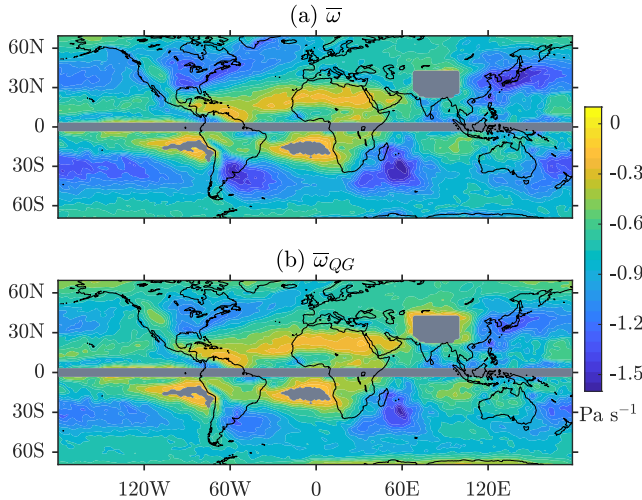 (a) ω̅
60N
30N
0
30S
60S
(b) ω̅_QG
60N
30N
0
30S
60S
120W 60W 0 60E 120E
0
-0.3
-0.6
-0.9
-1.2
-1.5
Pa s⁻¹